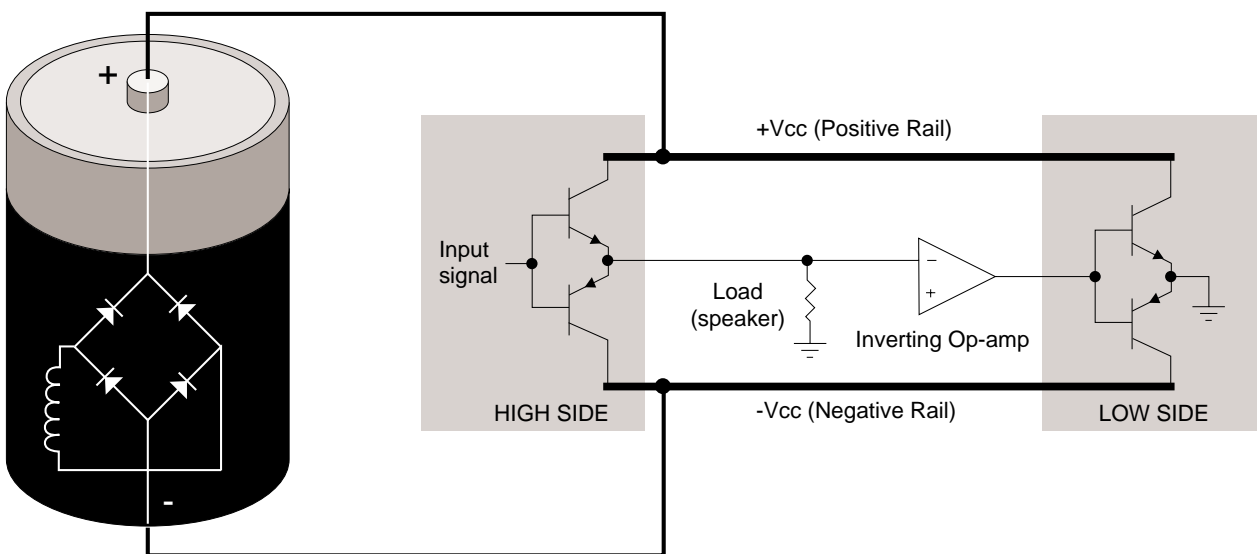 +
+Vcc (Positive Rail)
Input
signal
Load
(speaker)
−
+
Inverting Op-amp
HIGH SIDE
-Vcc (Negative Rail)
LOW SIDE
-